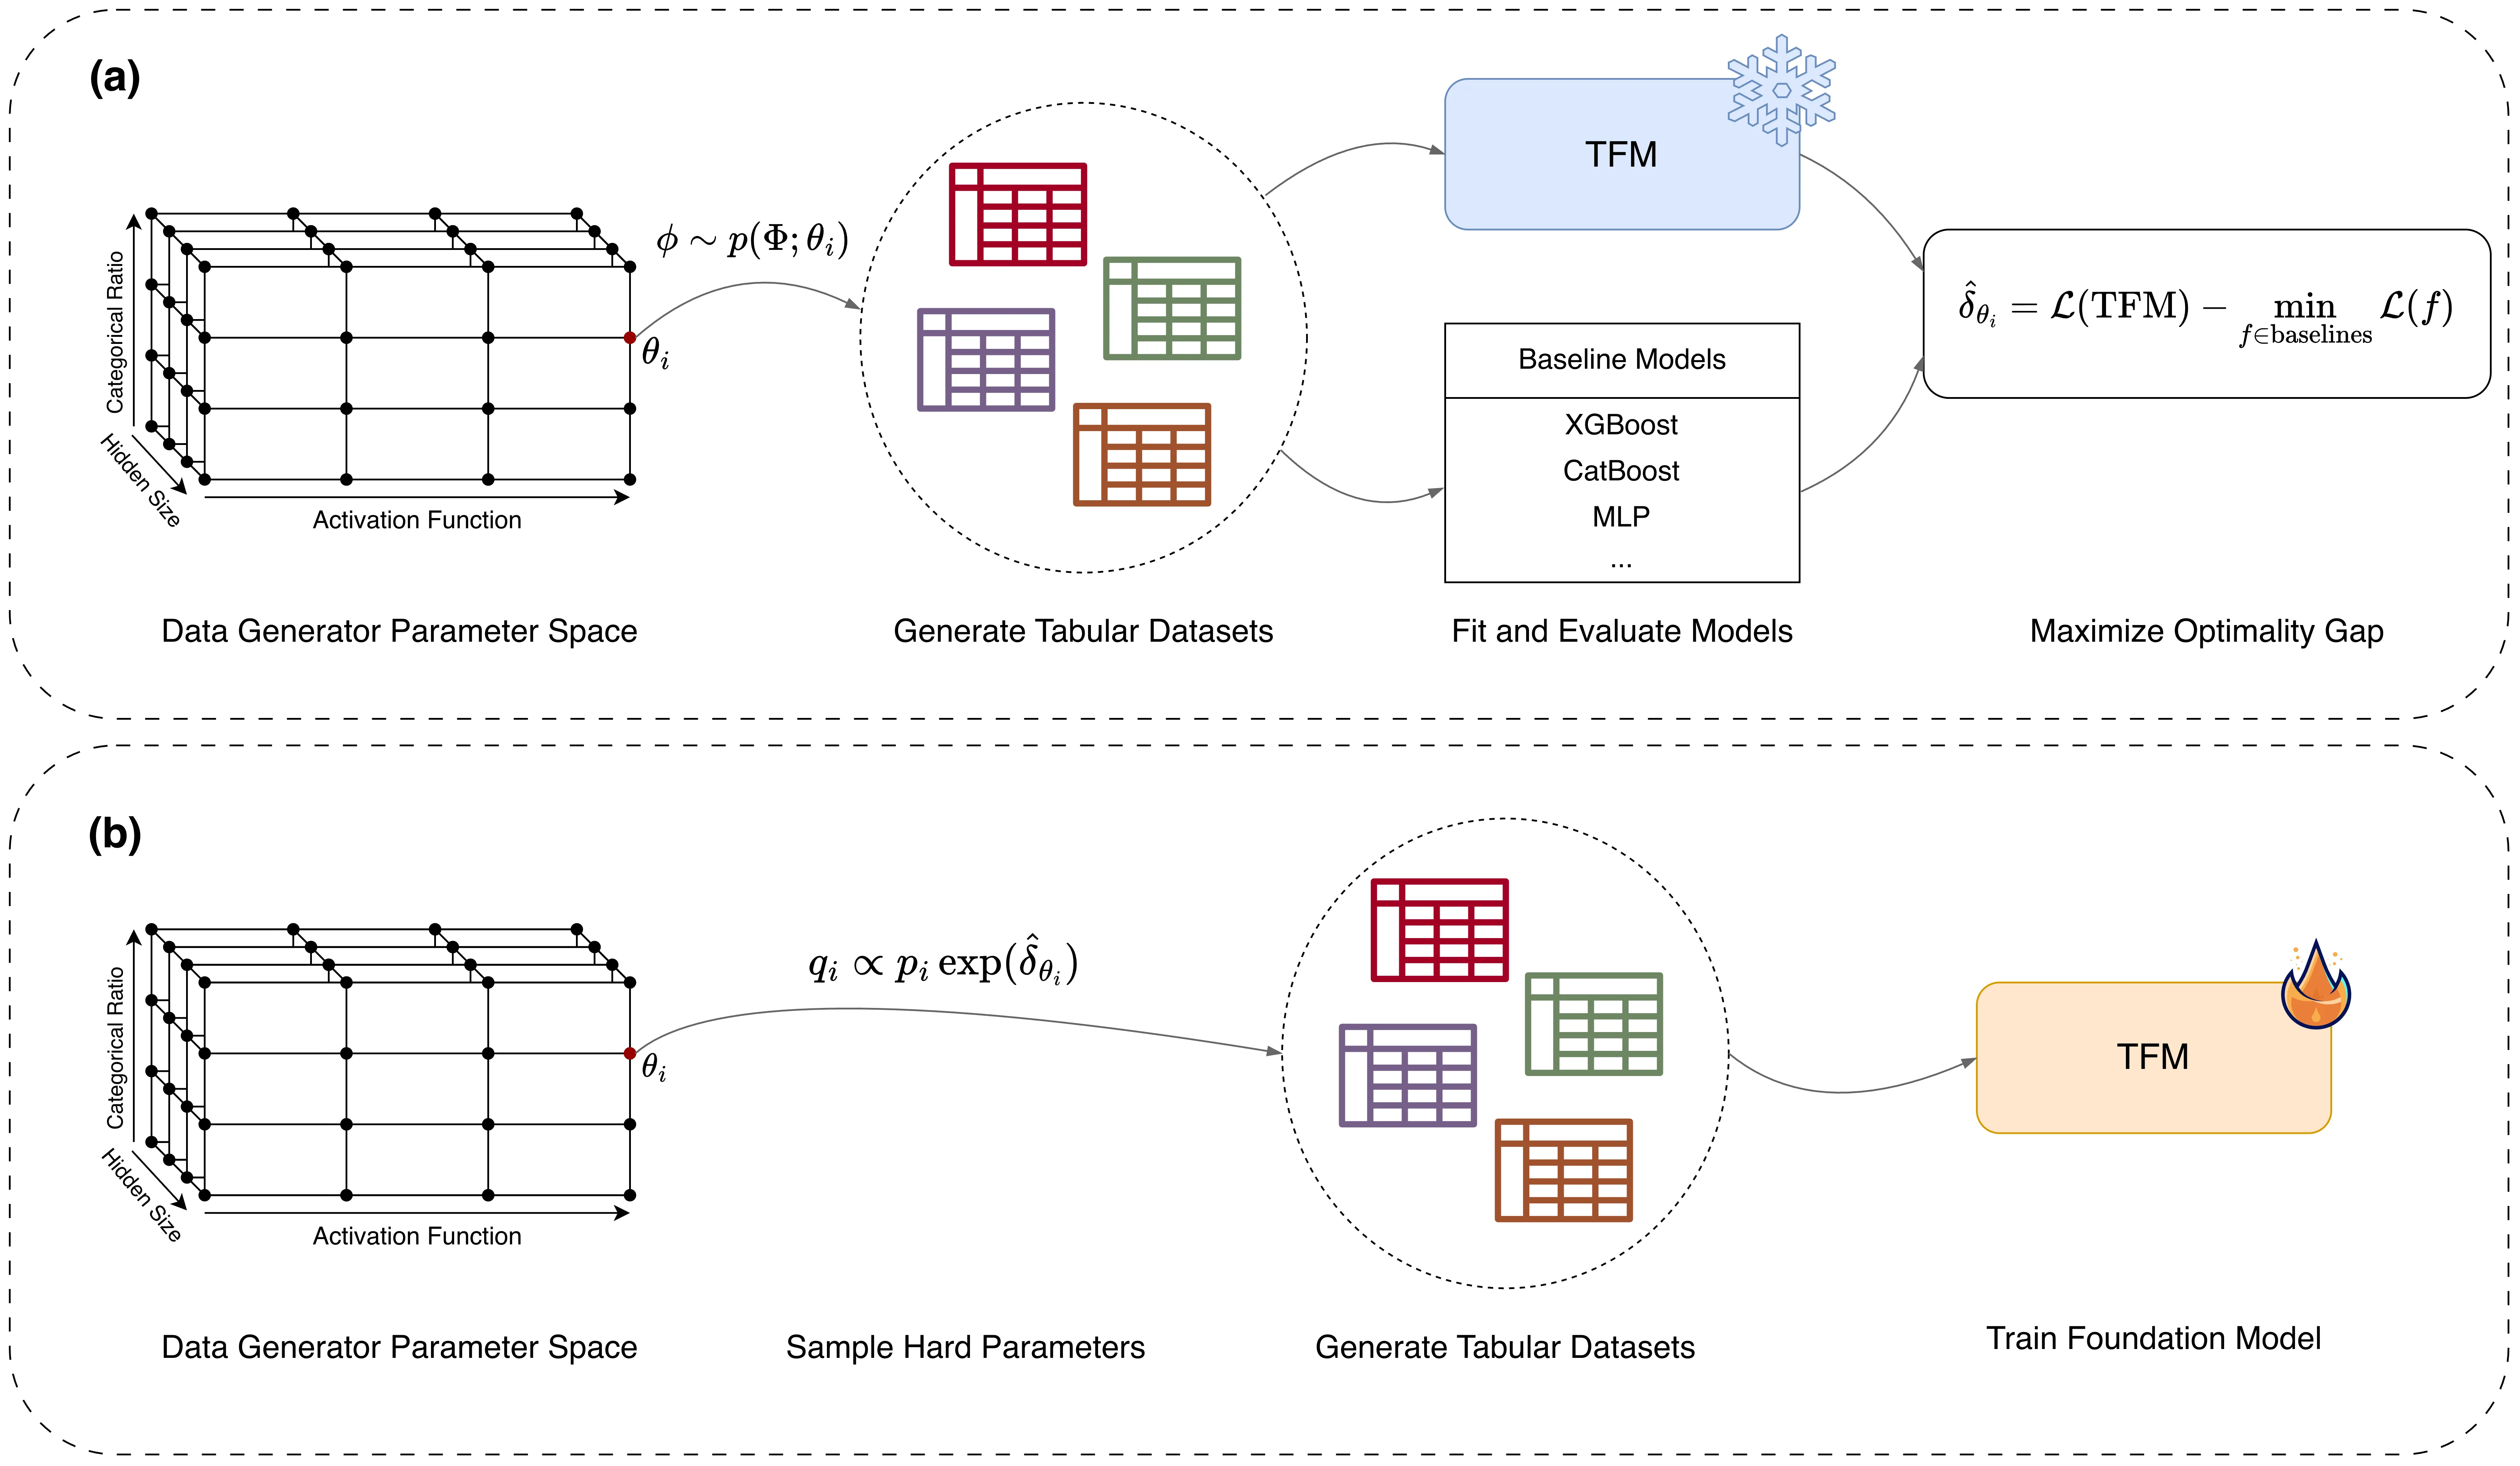 (a)
Categorical Ratio
Hidden Size
Activation Function
θ_i
ϕ ∼ p(Φ; θ_i)
TFM
Baseline Models
XGBoost
CatBoost
MLP
...
δ̂_{θ_i} = ℒ(TFM) − min_{f∈baselines} ℒ(f)
Data Generator Parameter Space
Generate Tabular Datasets
Fit and Evaluate Models
Maximize Optimality Gap
(b)
Categorical Ratio
Hidden Size
Activation Function
θ_i
q_i ∝ p_i exp(δ̂_{θ_i})
TFM
Data Generator Parameter Space
Sample Hard Parameters
Generate Tabular Datasets
Train Foundation Model